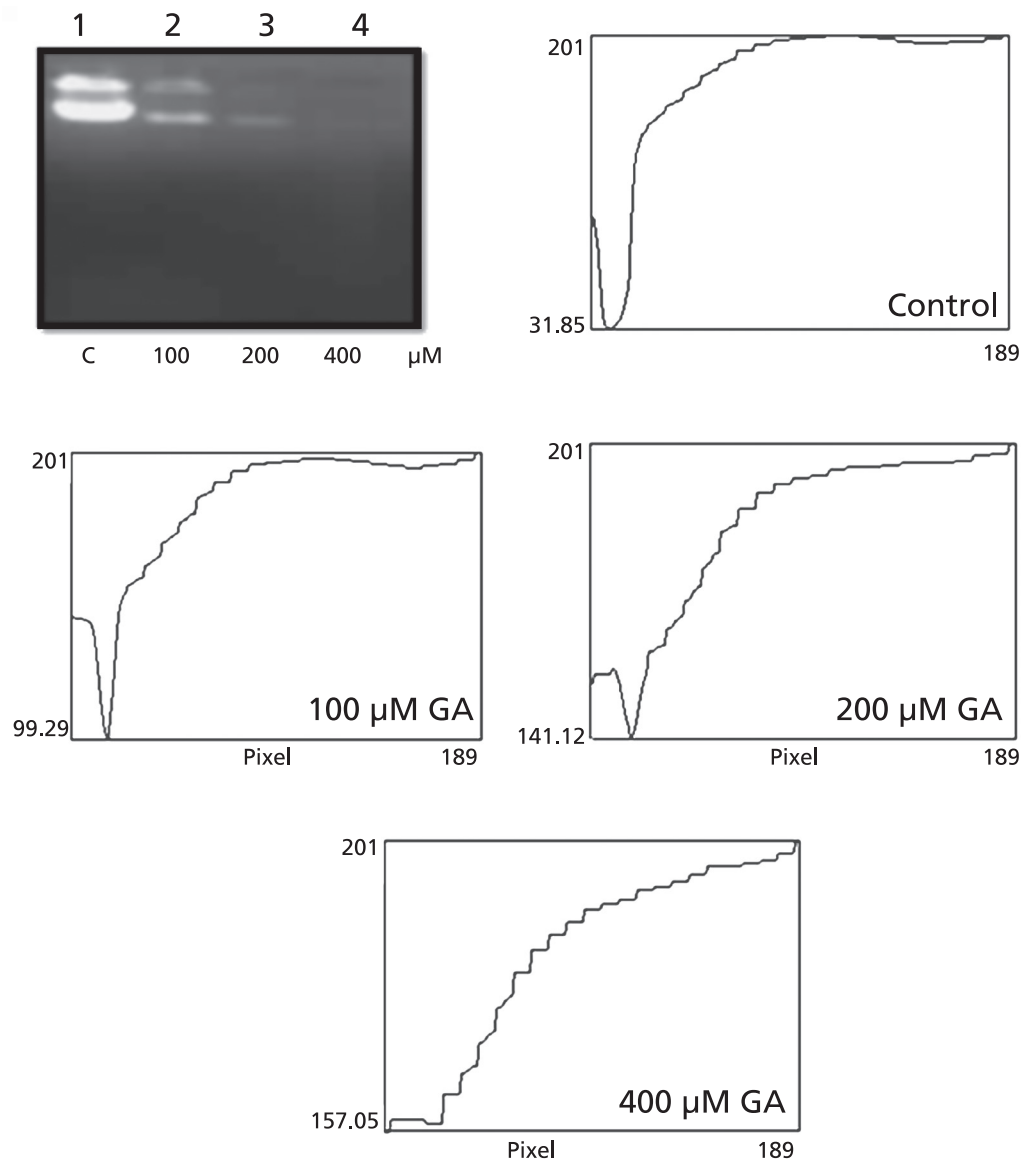 1 2 3 4
C 100 200 400 µM
201
31.85
Control
189
201
99.29
100 µM GA
Pixel 189
201
141.12
200 µM GA
Pixel 189
201
157.05
400 µM GA
Pixel 189